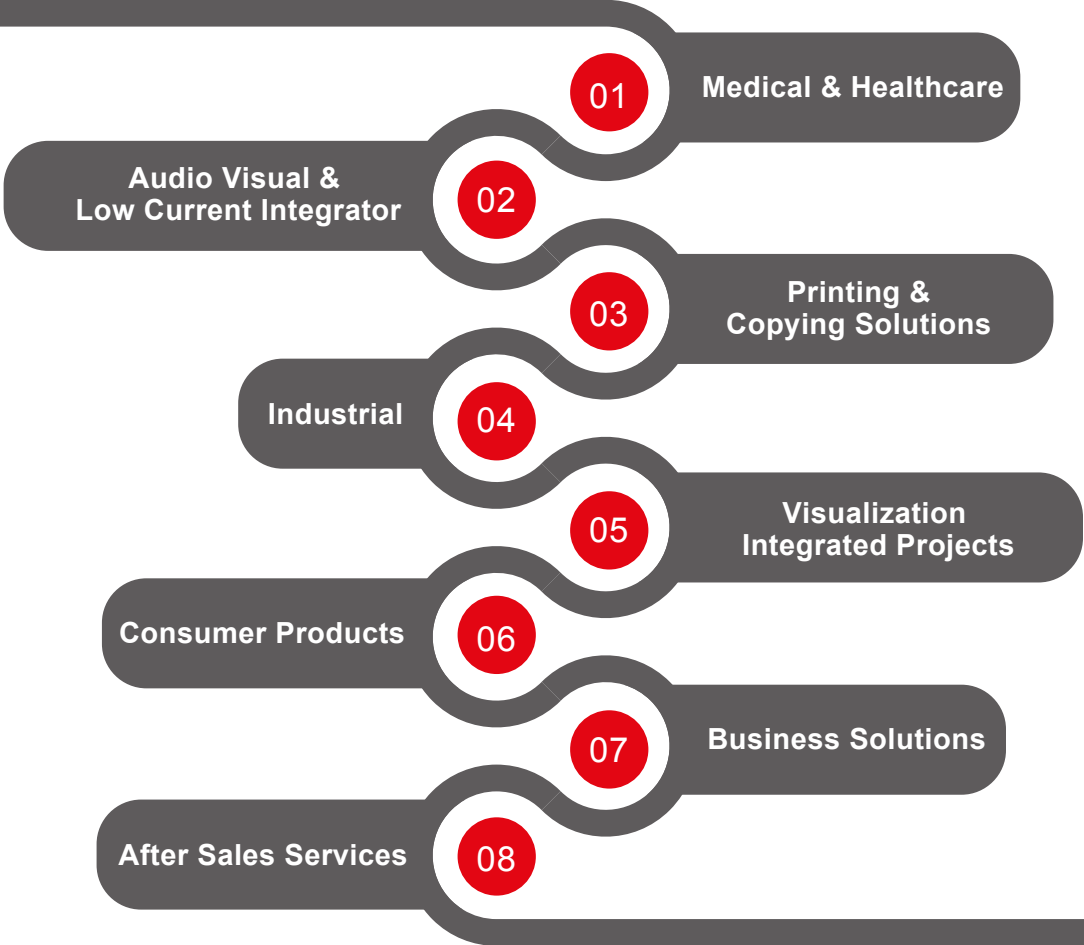 01
Medical & Healthcare
02
Audio Visual &
Low Current Integrator
03
Printing &
Copying Solutions
04
Industrial
05
Visualization
Integrated Projects
06
Consumer Products
07
Business Solutions
08
After Sales Services